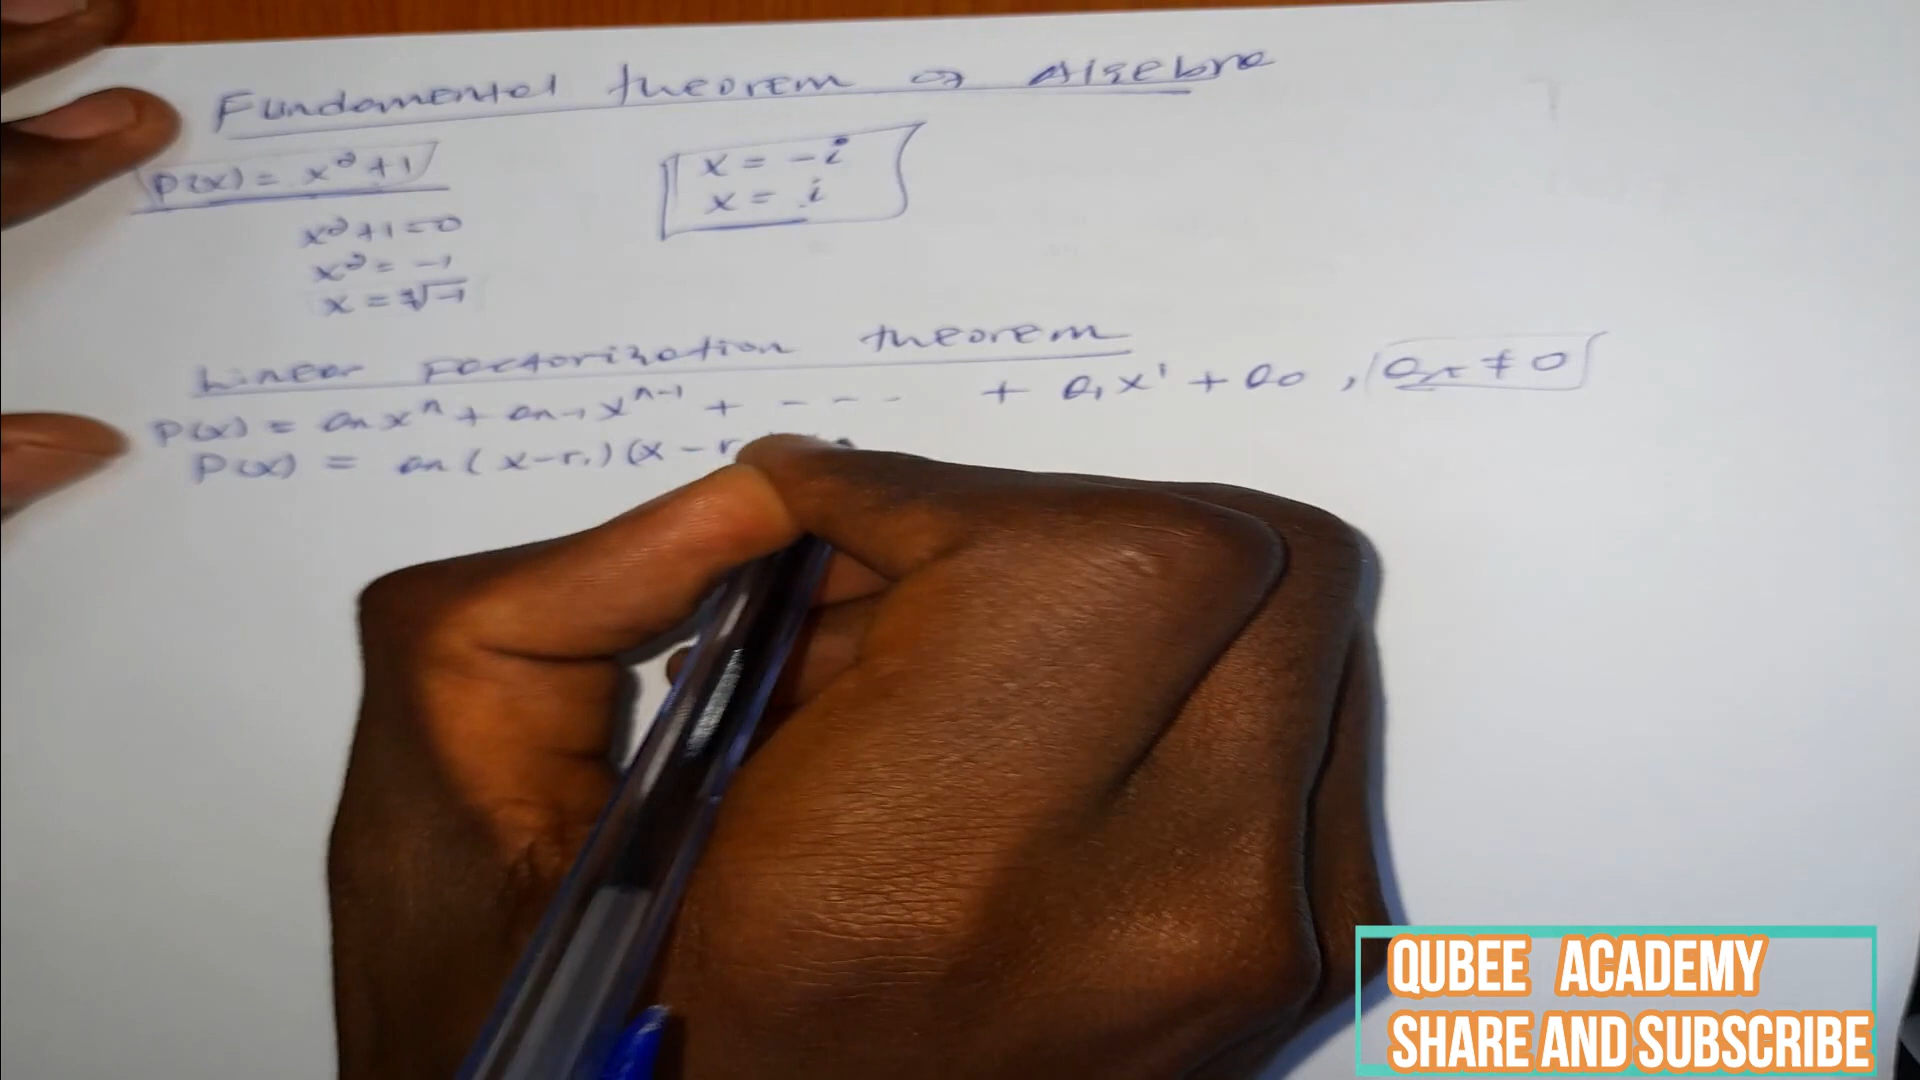 Fundamental theorem of Algebra
P(x) = x²+1
x = -i
x = i
x²+1=0
x² = -1
x = √-1
Linear Factorization theorem
P(x) = anxⁿ + an-1xⁿ⁻¹ + - - - - + a₁x¹ + a0 , an ≠ 0
P(x) = an(x-r₁)(x-r
QUBEE ACADEMY
SHARE AND SUBSCRIBE